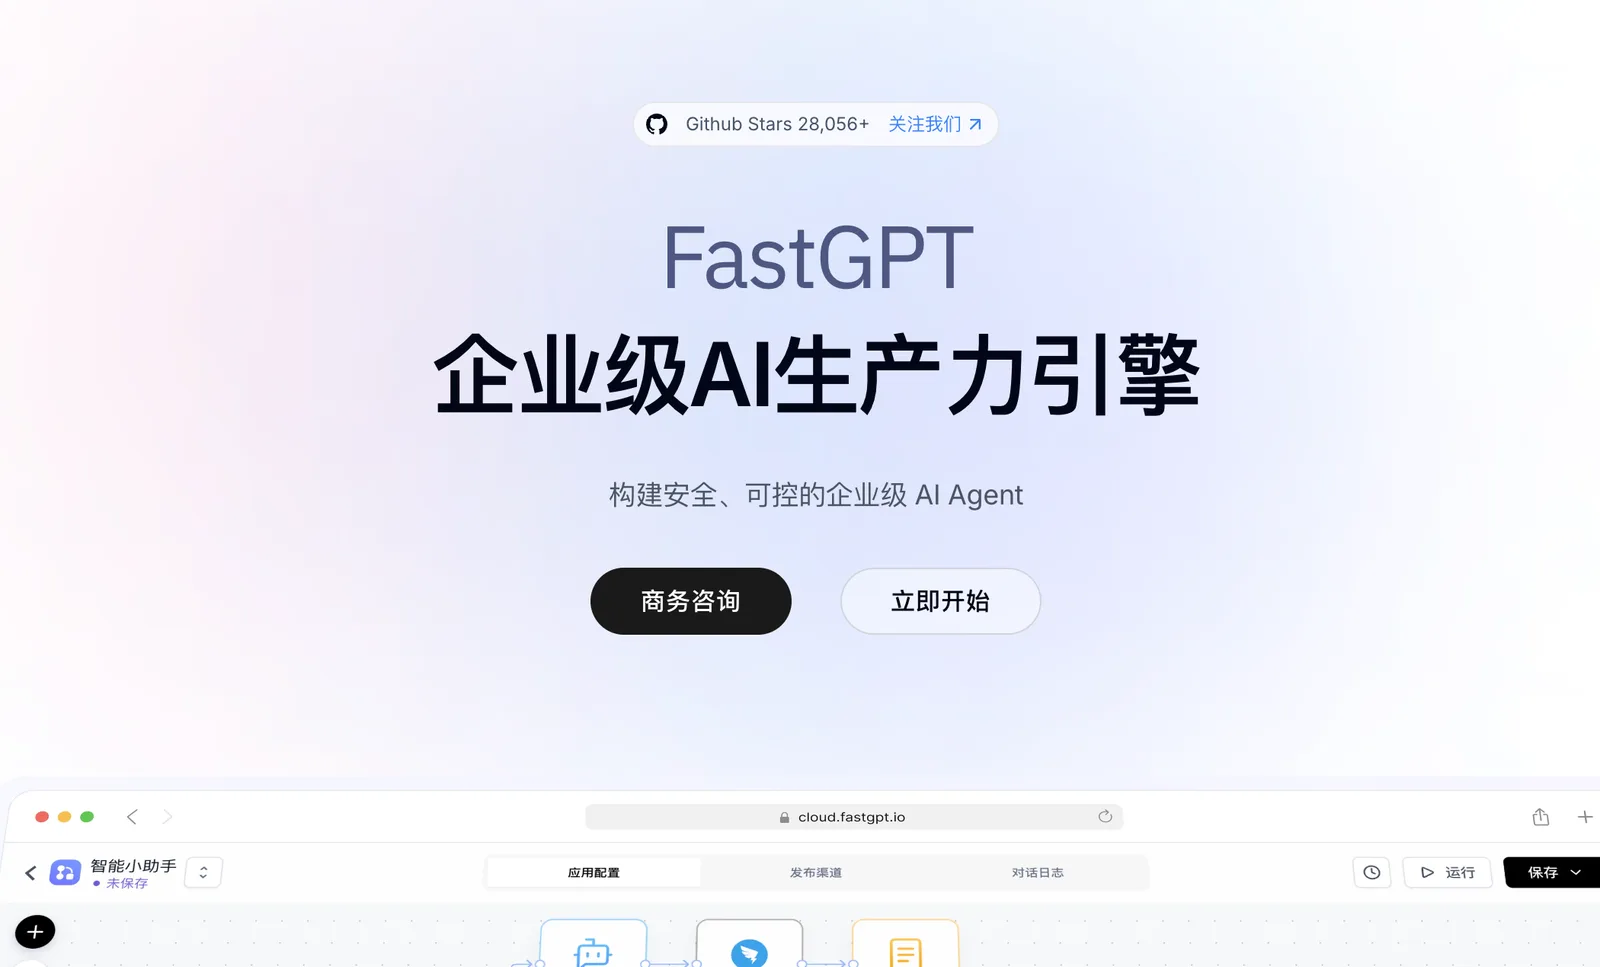 Github Stars 28,056+ 关注我们
FastGPT
企业级AI生产力引擎
构建安全、可控的企业级 AI Agent
商务咨询
立即开始
cloud.fastgpt.io
智能小助手
未保存
应用配置
发布渠道
对话日志
运行
保存